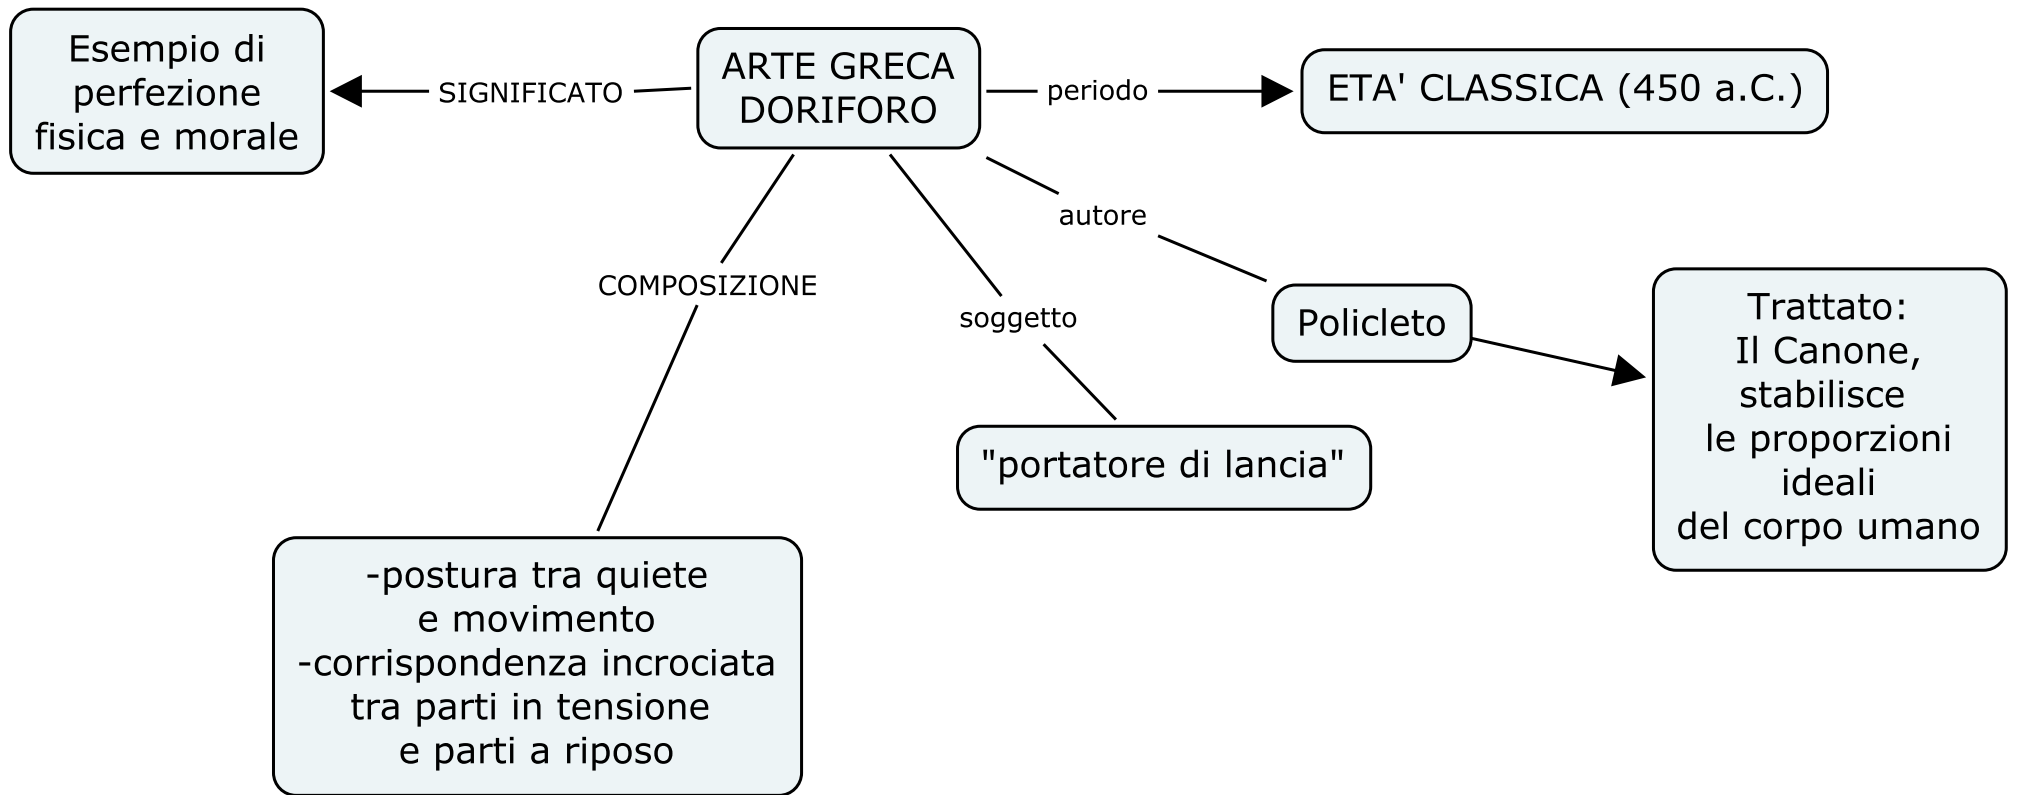 Esempio di
perfezione
fisica e morale
SIGNIFICATO
ARTE GRECA
DORIFORO
periodo
ETA' CLASSICA (450 a.C.)
autore
Policleto
Trattato:
Il Canone,
stabilisce
le proporzioni
ideali
del corpo umano
soggetto
"portatore di lancia"
COMPOSIZIONE
-postura tra quiete
e movimento
-corrispondenza incrociata
tra parti in tensione
e parti a riposo